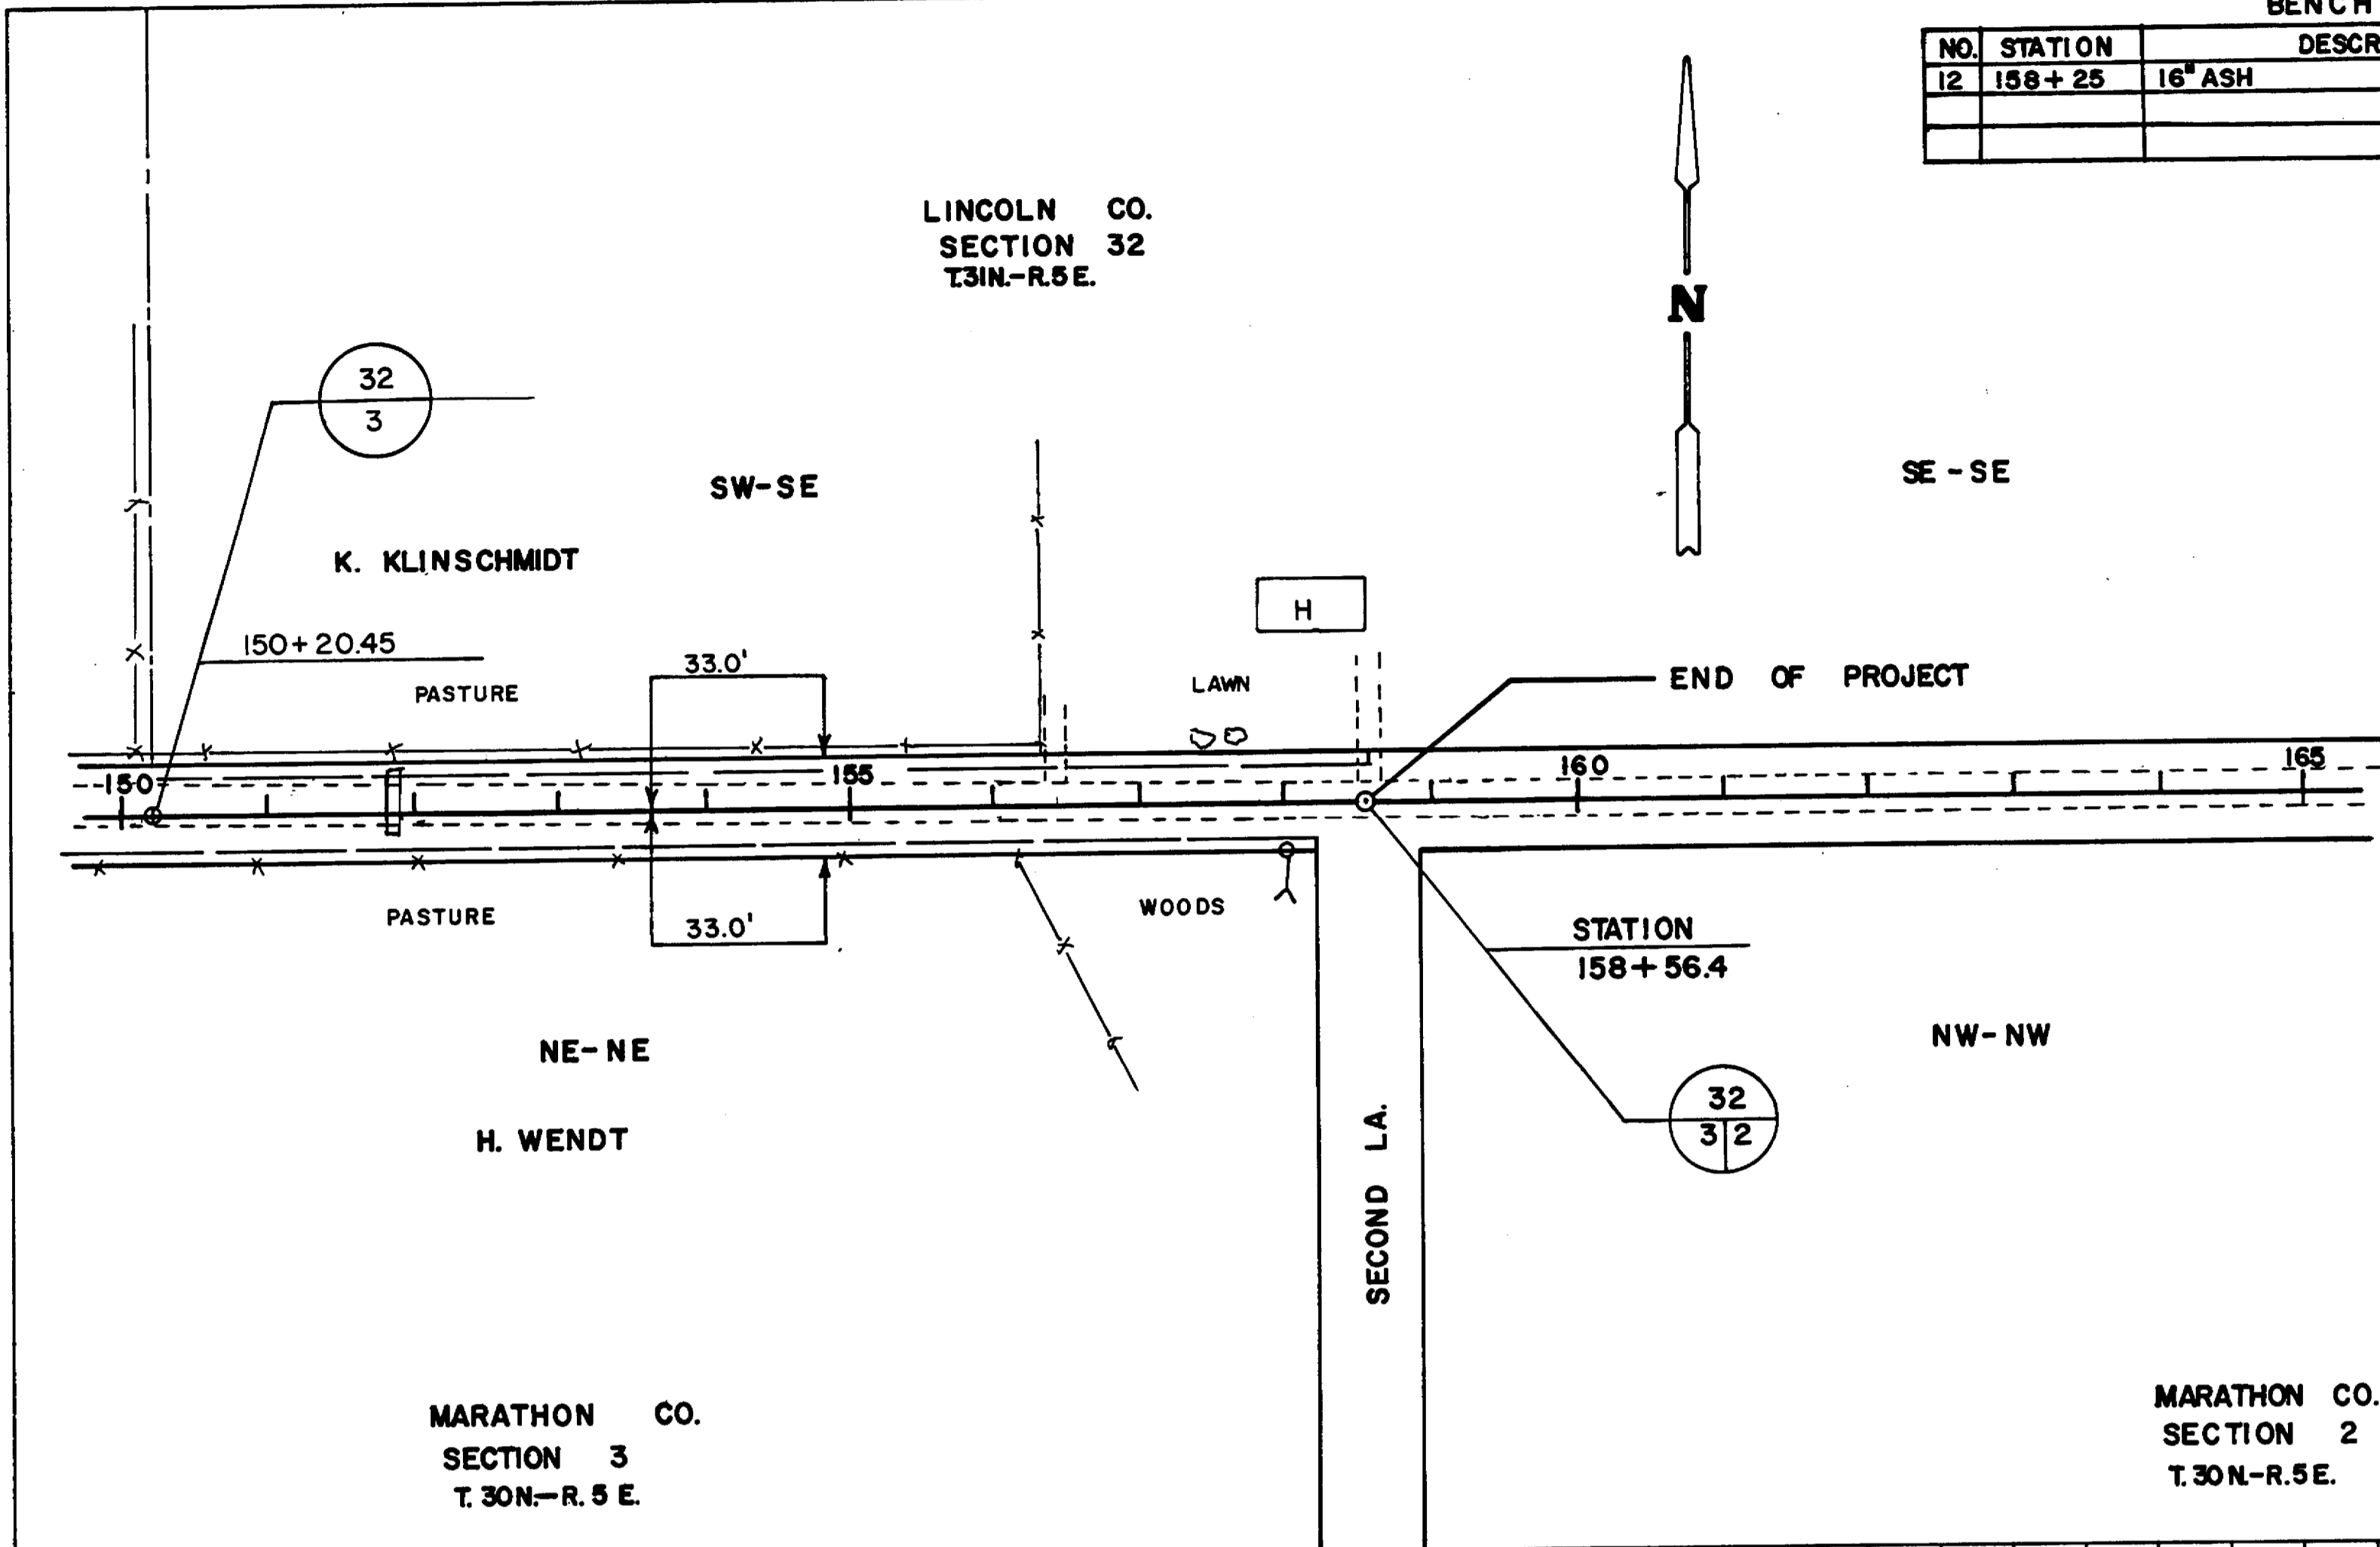 BENCH
NO. STATION DESCR
12 158+25 16" ASH
LINCOLN CO.
SECTION 32
T.31N.-R.5E.
N
32
3
SW-SE
SE-SE
K. KLINSCHMIDT
H
150+20.45
33.0'
PASTURE
LAWN
END OF PROJECT
150
155
160
165
PASTURE
33.0'
WOODS
STATION
158+56.4
NE-NE
NW-NW
H. WENDT
32
3 2
SECOND LA.
MARATHON CO.
SECTION 3
T. 30N.-R. 5 E.
MARATHON CO.
SECTION 2
T. 30 N.-R. 5 E.